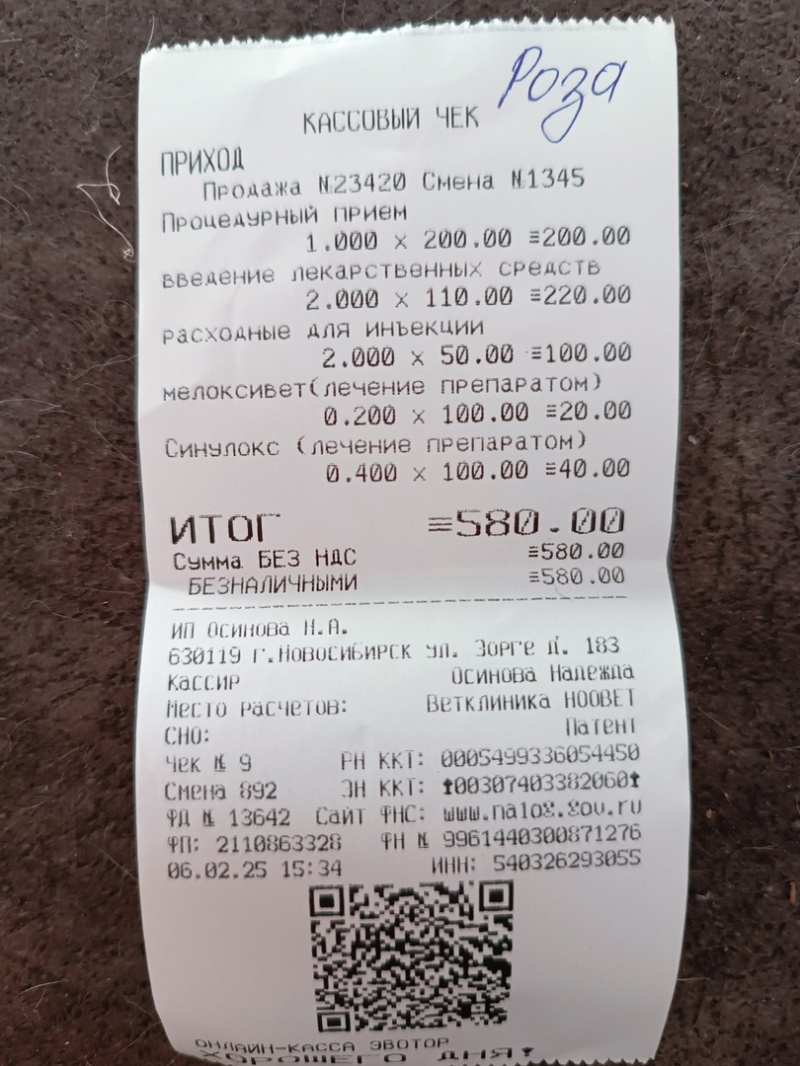 Роза
КАССОВЫЙ ЧЕК
ПРИХОД
Продажа №23420 Смена №1345
Процедурный прием
1.000 x 200.00 ≡200.00
введение лекарственных средств
2.000 x 110.00 ≡220.00
расходные для инъекции
2.000 x 50.00 ≡100.00
мелоксивет(лечение препаратом)
0.200 x 100.00 ≡20.00
Синулокс (лечение препаратом)
0.400 x 100.00 ≡40.00
ИТОГ ≡580.00
Сумма БЕЗ НДС ≡580.00
БЕЗНАЛИЧНЫМИ ≡580.00
ИП Осинова Н.А.
630119 г.Новосибирск ул. Зорге д. 183
Кассир Осинова Надежда
Место расчетов: Ветклиника НООВЕТ
СНО: Патент
Чек № 9 РН ККТ: 0005499336054450
Смена 892 ЗН ККТ: 00307403382060
ФД № 13642 Сайт ФНС: www.nalog.gov.ru
ФП: 2110863328 ФН № 9961440300871276
06.02.25 15:34 ИНН: 540326293055
ОНЛАЙН-КАССА ЭВОТОР
ХОРОШЕГО ДНЯ!